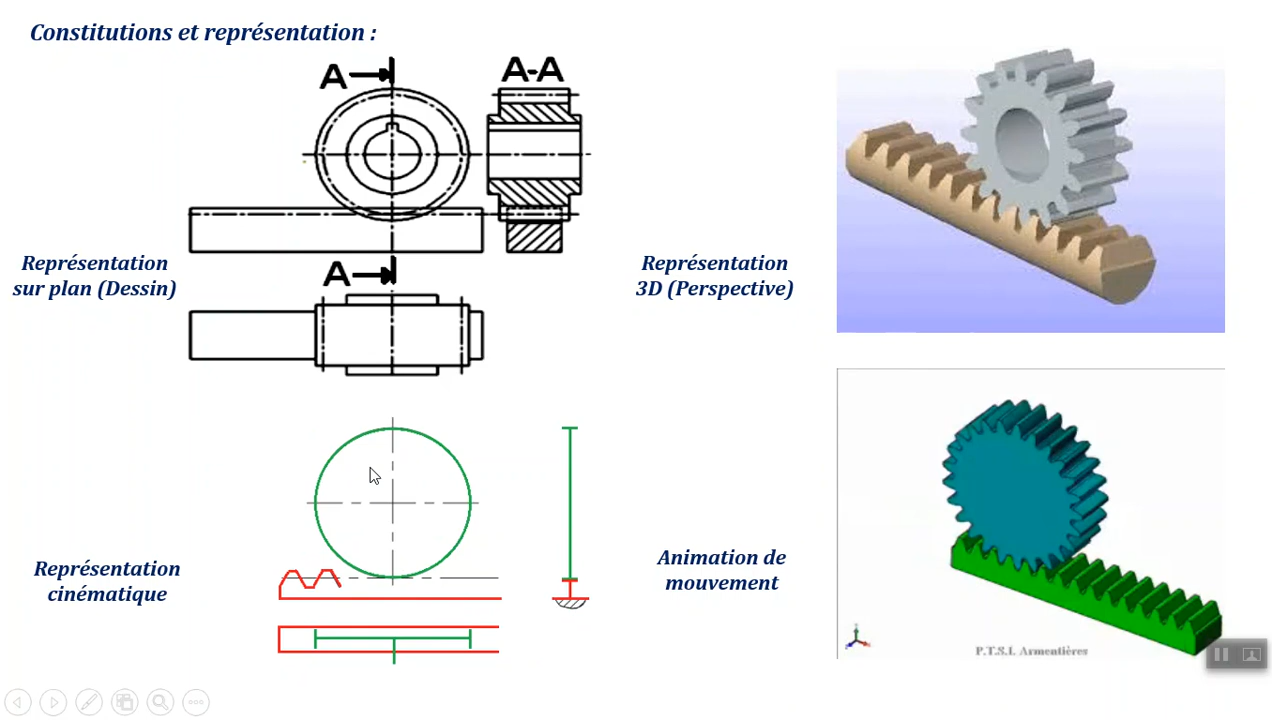 Constitutions et représentation :
A
A-A
Représentation
sur plan (Dessin)
A
Représentation
3D (Perspective)
Représentation
cinématique
Animation de
mouvement
P.T.S.I. Armentières